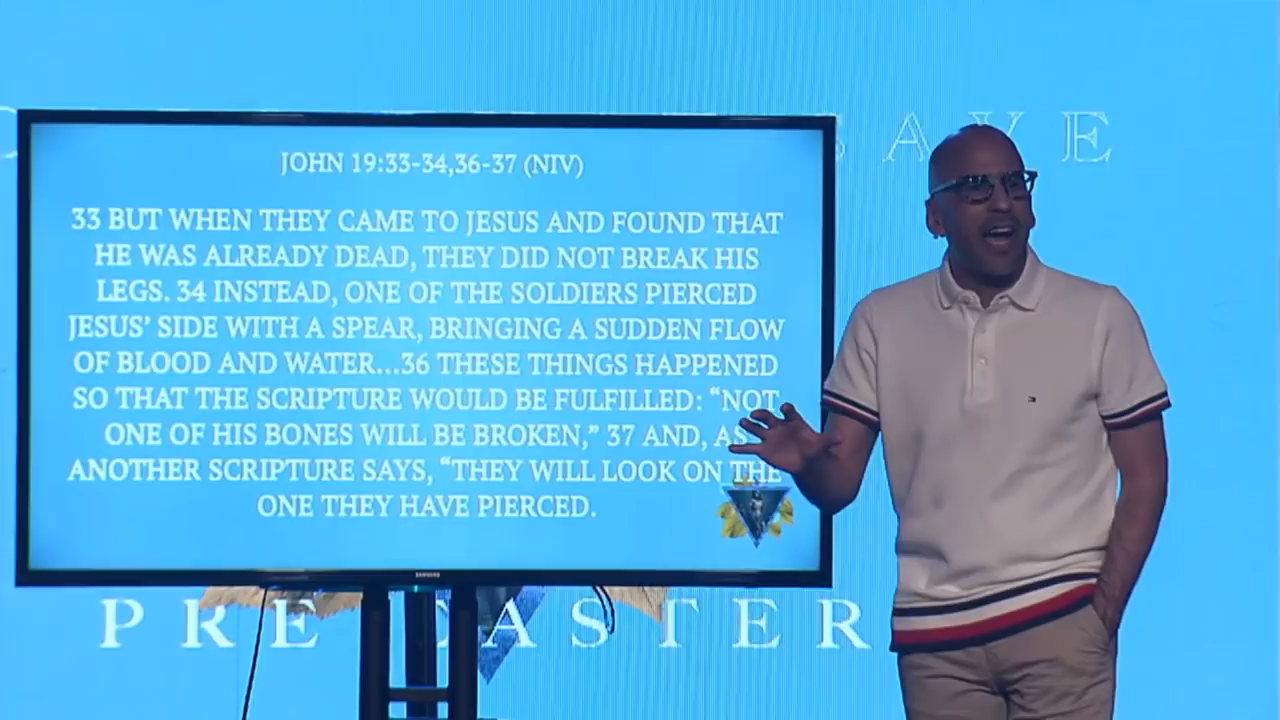 AVE
JOHN 19:33-34,36-37 (NIV)
33 BUT WHEN THEY CAME TO JESUS AND FOUND THAT
HE WAS ALREADY DEAD, THEY DID NOT BREAK HIS
LEGS. 34 INSTEAD, ONE OF THE SOLDIERS PIERCED
JESUS’ SIDE WITH A SPEAR, BRINGING A SUDDEN FLOW
OF BLOOD AND WATER...36 THESE THINGS HAPPENED
SO THAT THE SCRIPTURE WOULD BE FULFILLED: “NOT
ONE OF HIS BONES WILL BE BROKEN,” 37 AND, AS
ANOTHER SCRIPTURE SAYS, “THEY WILL LOOK ON THE
ONE THEY HAVE PIERCED.
SAMSUNG
PRE EASTER